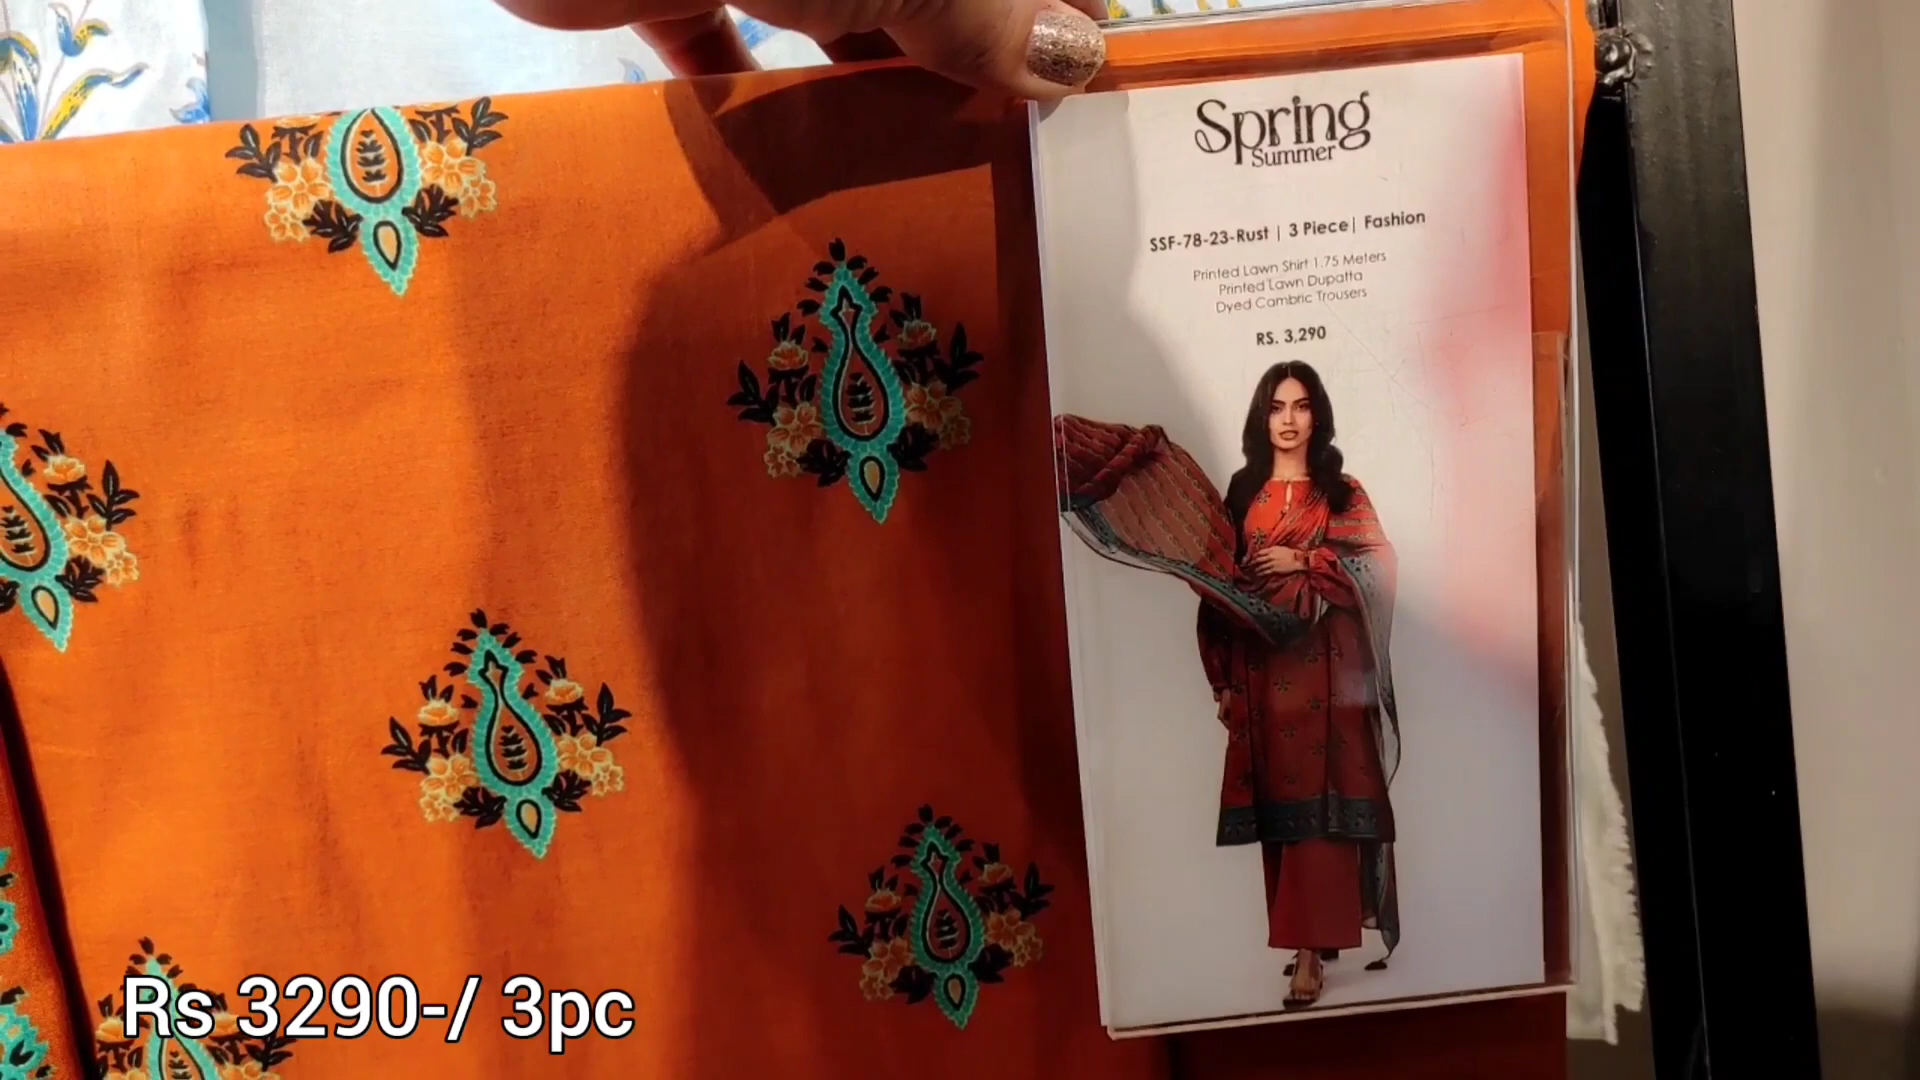 Spring
Summer
SSF-78-23-Rust | 3 Piece| Fashion
Printed Lawn Shirt 1.75 Meters
Printed Lawn Dupatta
Dyed Cambric Trousers
RS. 3,290
Rs 3290-/ 3pc